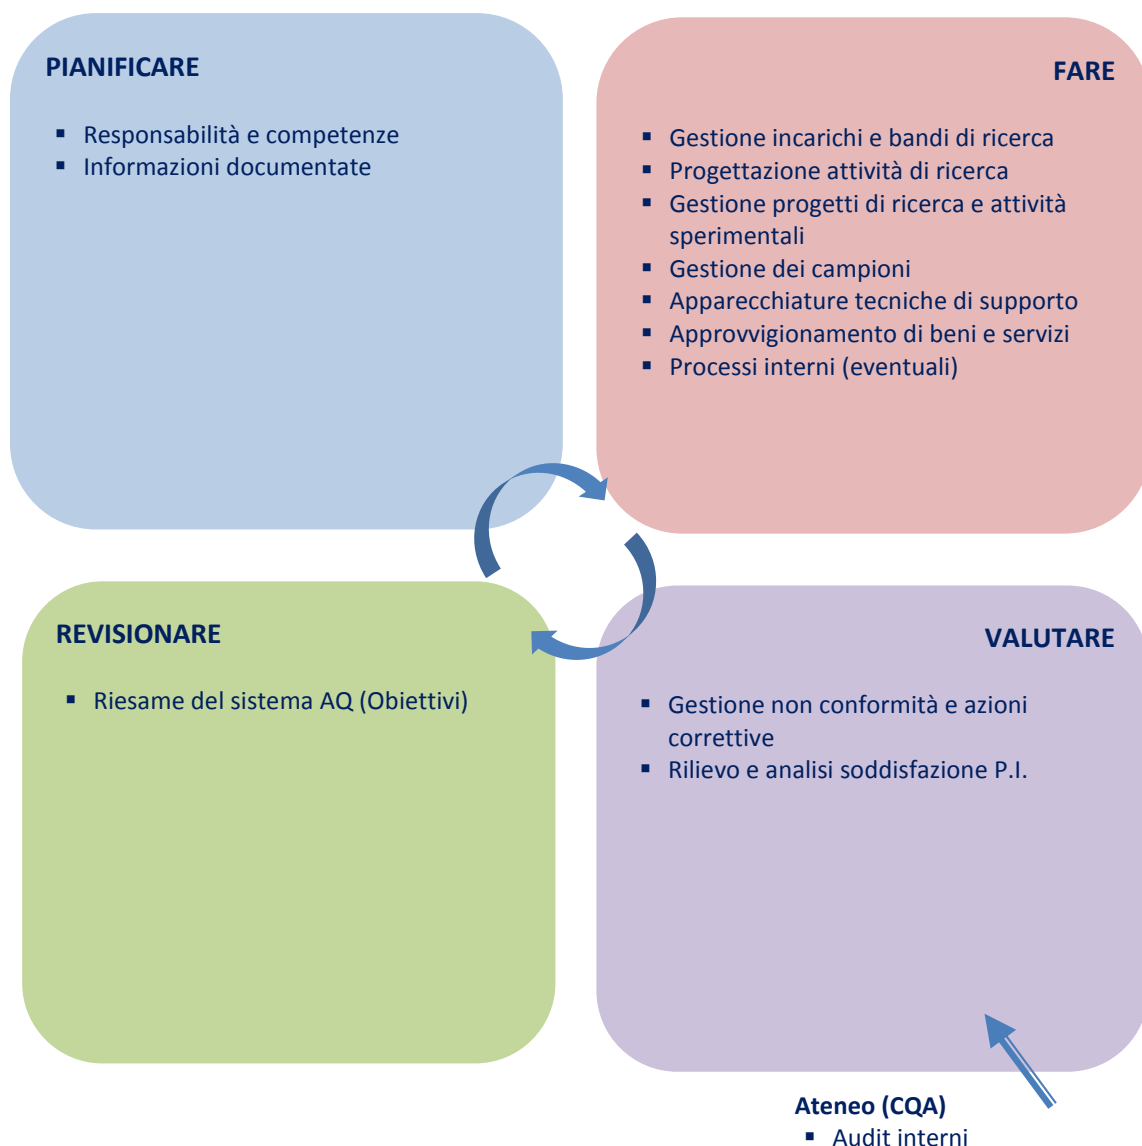 PIANIFICARE
▪ Responsabilità e competenze
▪ Informazioni documentate
FARE
▪ Gestione incarichi e bandi di ricerca
▪ Progettazione attività di ricerca
▪ Gestione progetti di ricerca e attività
sperimentali
▪ Gestione dei campioni
▪ Apparecchiature tecniche di supporto
▪ Approvvigionamento di beni e servizi
▪ Processi interni (eventuali)
REVISIONARE
▪ Riesame del sistema AQ (Obiettivi)
VALUTARE
▪ Gestione non conformità e azioni
correttive
▪ Rilievo e analisi soddisfazione P.I.
Ateneo (CQA)
▪ Audit interni